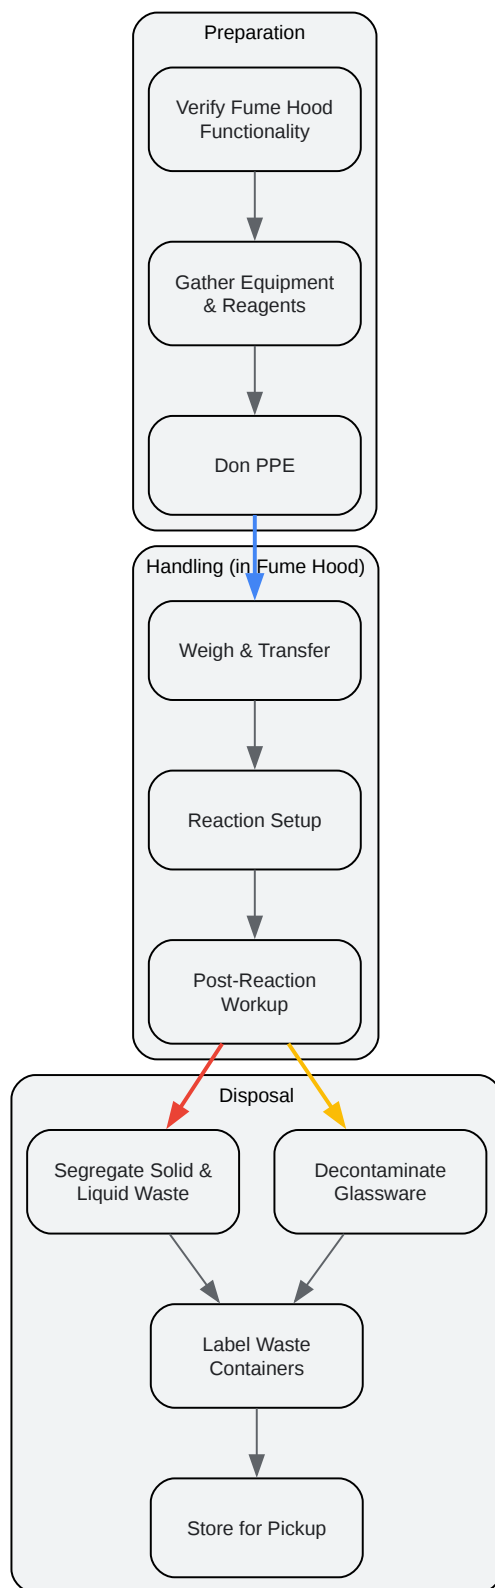 Preparation
Verify Fume Hood
Functionality
Gather Equipment
& Reagents
Don PPE
Handling (in Fume Hood)
Weigh & Transfer
Reaction Setup
Post-Reaction
Workup
Disposal
Segregate Solid &
Liquid Waste
Decontaminate
Glassware
Label Waste
Containers
Store for Pickup